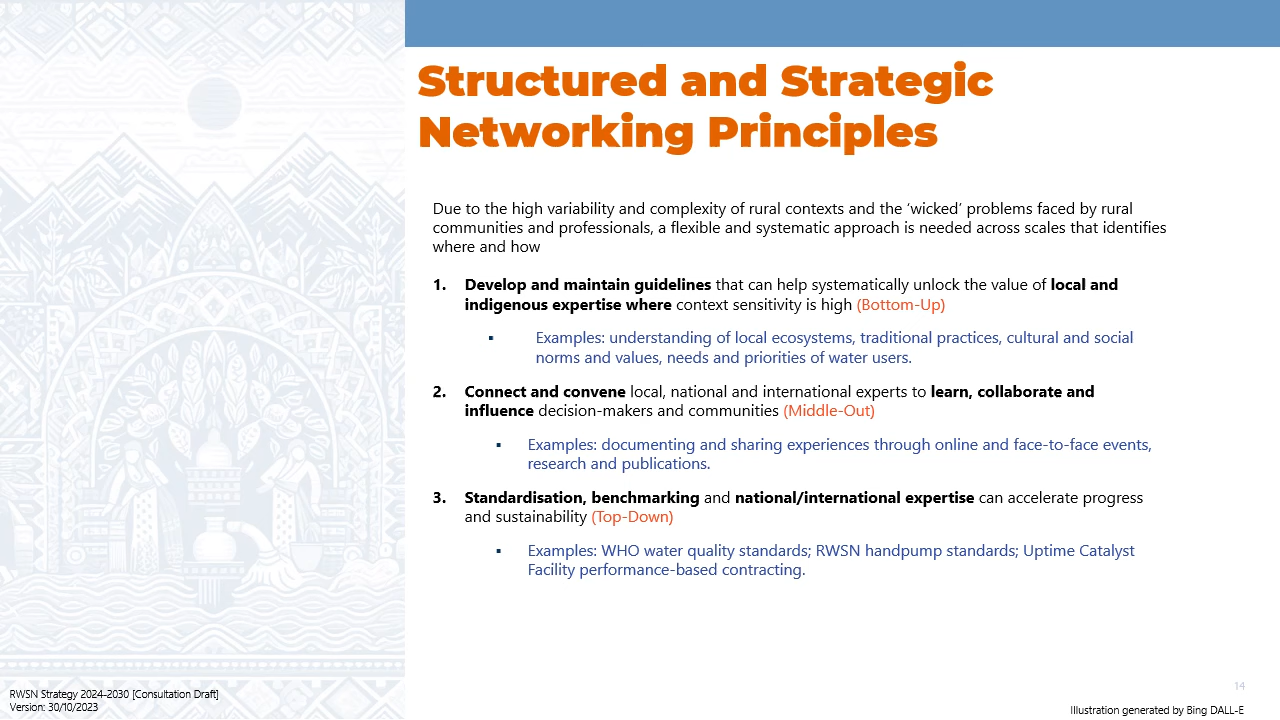 Structured and Strategic
Networking Principles
Due to the high variability and complexity of rural contexts and the ‘wicked’ problems faced by rural
communities and professionals, a flexible and systematic approach is needed across scales that identifies
where and how
1. Develop and maintain guidelines that can help systematically unlock the value of local and
indigenous expertise where context sensitivity is high (Bottom-Up)
▪ Examples: understanding of local ecosystems, traditional practices, cultural and social
norms and values, needs and priorities of water users.
2. Connect and convene local, national and international experts to learn, collaborate and
influence decision-makers and communities (Middle-Out)
▪ Examples: documenting and sharing experiences through online and face-to-face events,
research and publications.
3. Standardisation, benchmarking and national/international expertise can accelerate progress
and sustainability (Top-Down)
▪ Examples: WHO water quality standards; RWSN handpump standards; Uptime Catalyst
Facility performance-based contracting.
14
RWSN Strategy 2024-2030 [Consultation Draft]
Version: 30/10/2023
Illustration generated by Bing DALL-E